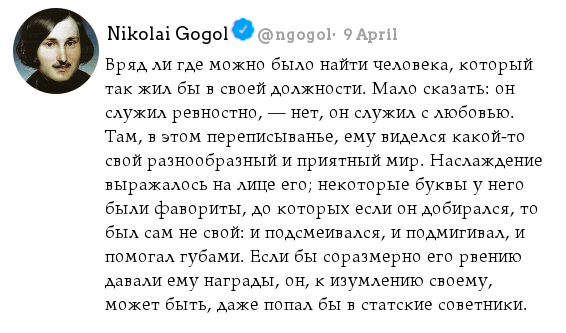 Nikolai Gogol @ngogol· 9 April
Вряд ли где можно было найти человека, который
так жил бы в своей должности. Мало сказать: он
служил ревностно, — нет, он служил с любовью.
Там, в этом переписыванье, ему виделся какой-то
свой разнообразный и приятный мир. Наслаждение
выражалось на лице его; некоторые буквы у него
были фавориты, до которых если он добирался, то
был сам не свой: и подсмеивался, и подмигивал, и
помогал губами. Если бы соразмерно его рвению
давали ему награды, он, к изумлению своему,
может быть, даже попал бы в статские советники.